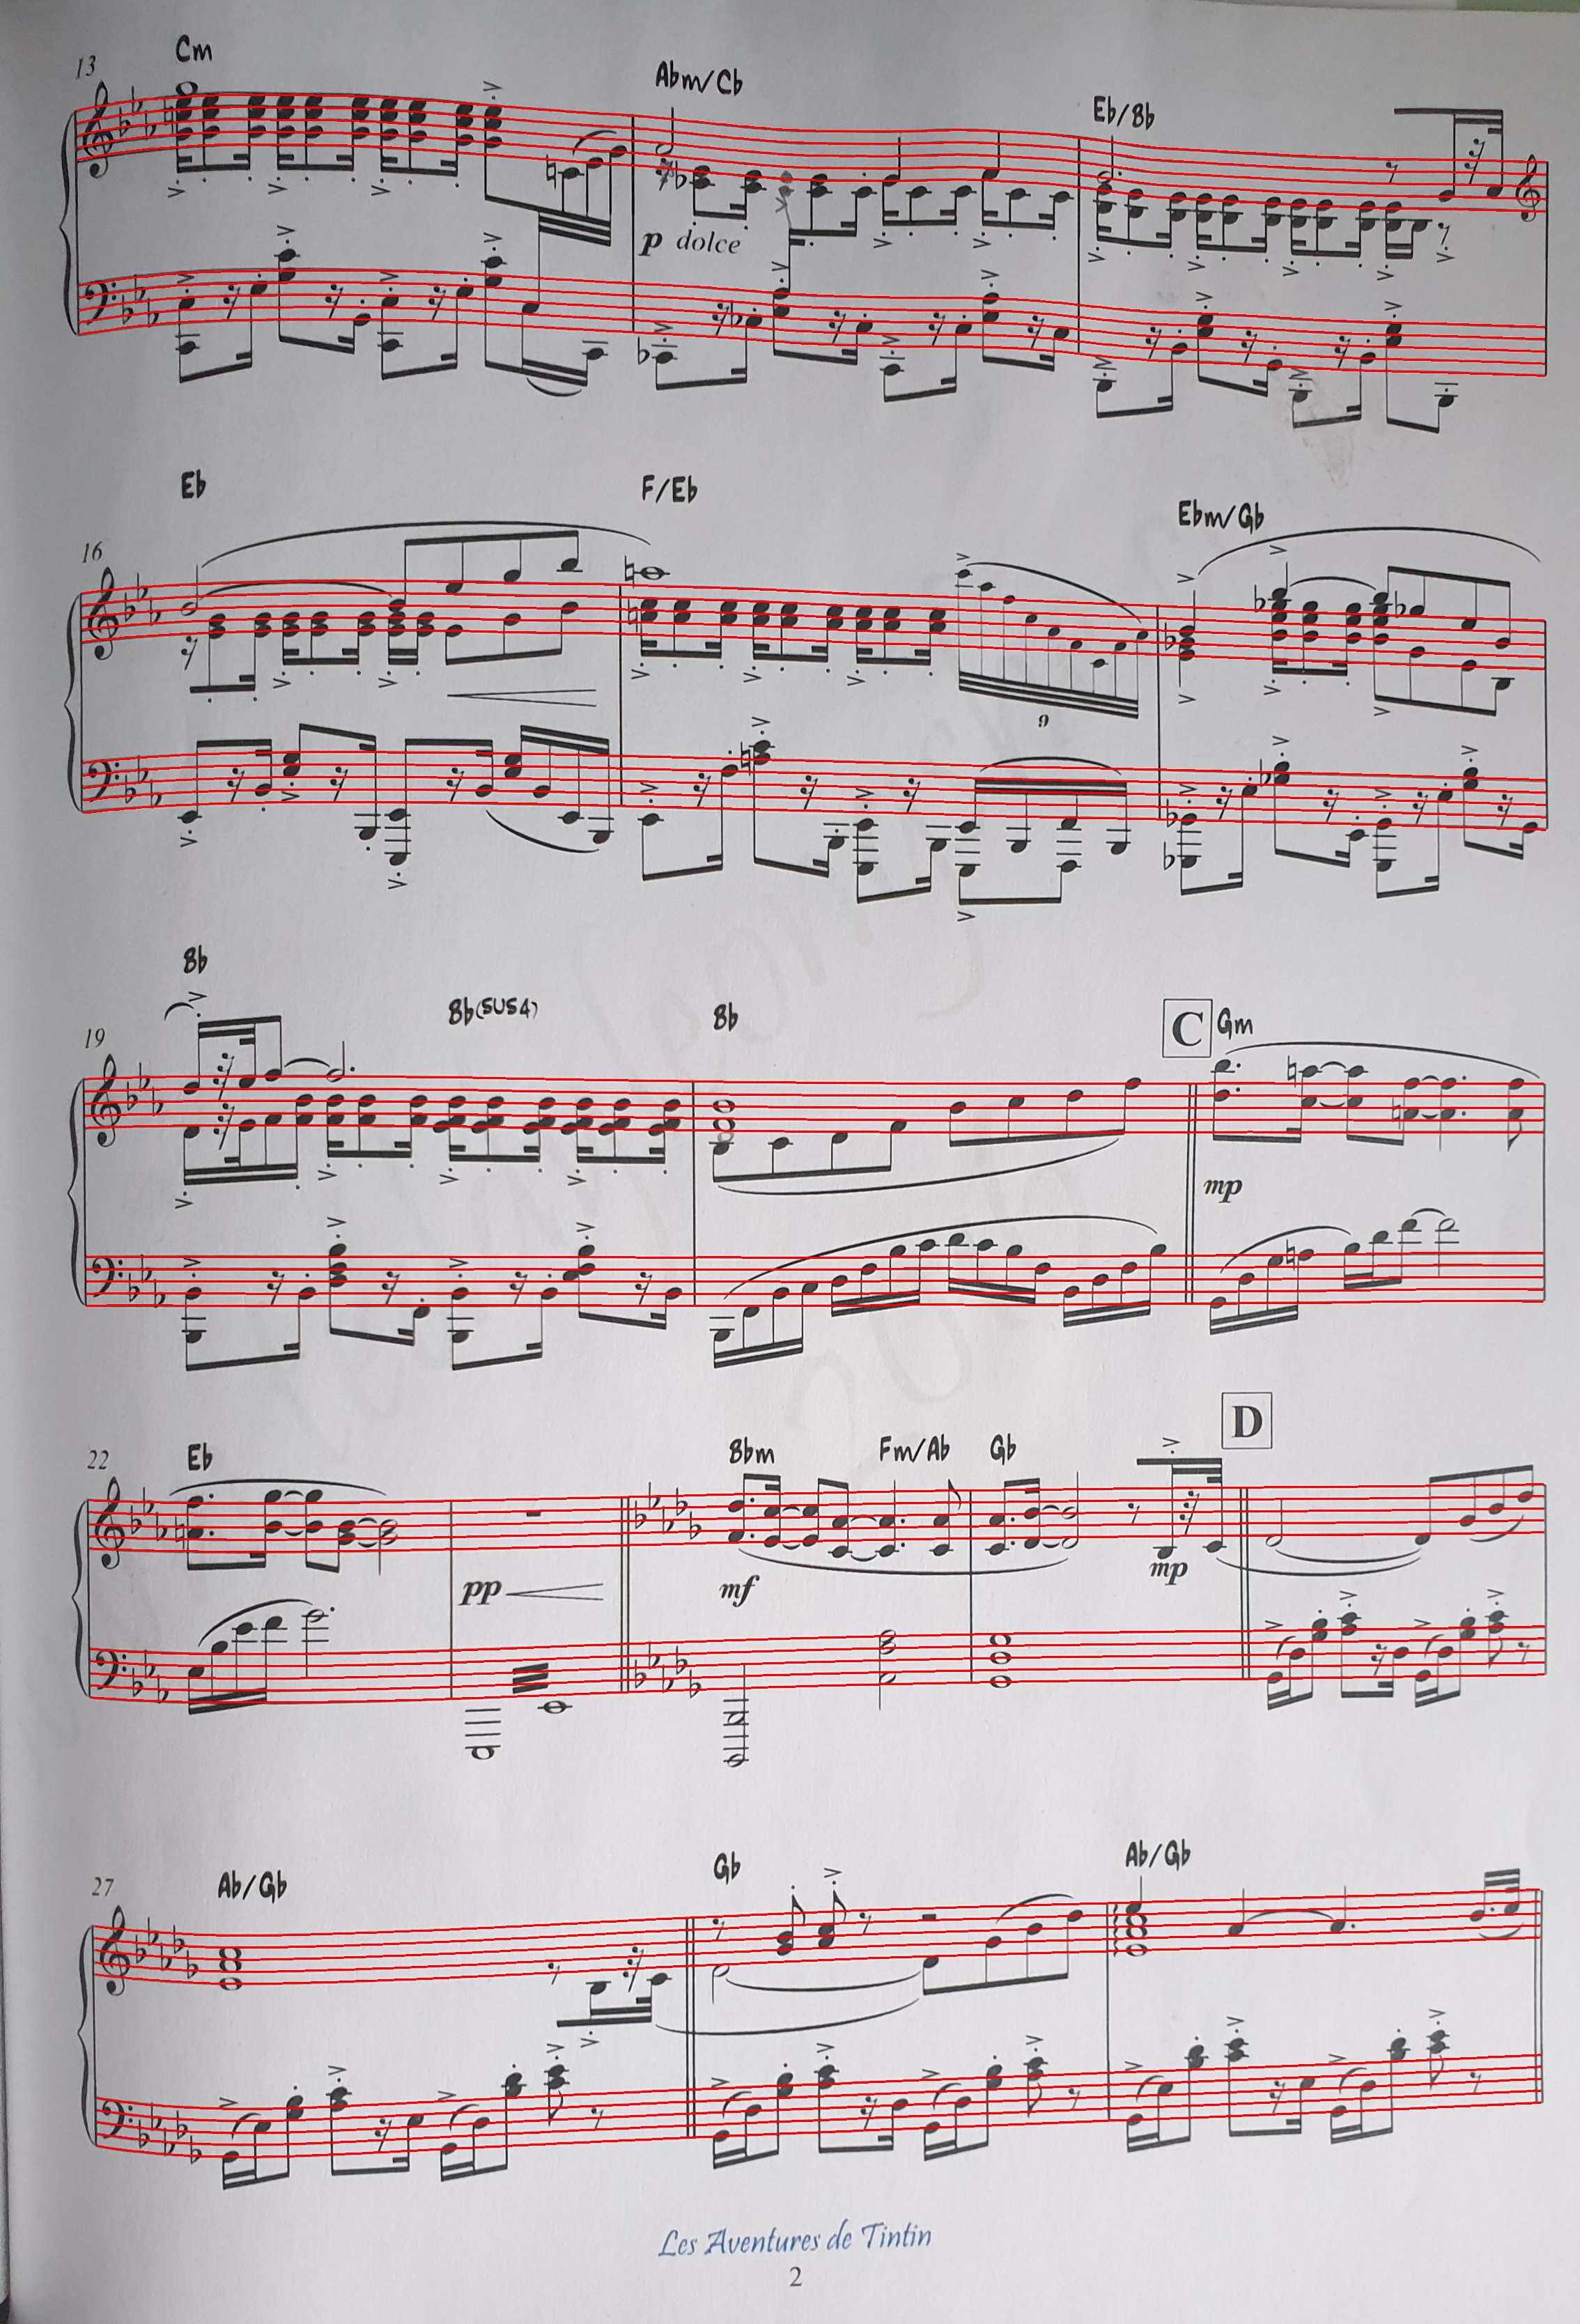 13 Cm Abm/Cb Eb/Bb
p dolce
16 Eb F/Eb Ebm/Gb
9
19 Bb Bb(SUS4) Bb C Gm
mp
22 Eb Bbm Fm/Ab Gb D
pp mf mp
27 Ab/Gb Gb Ab/Gb
Les Aventures de Tintin
2